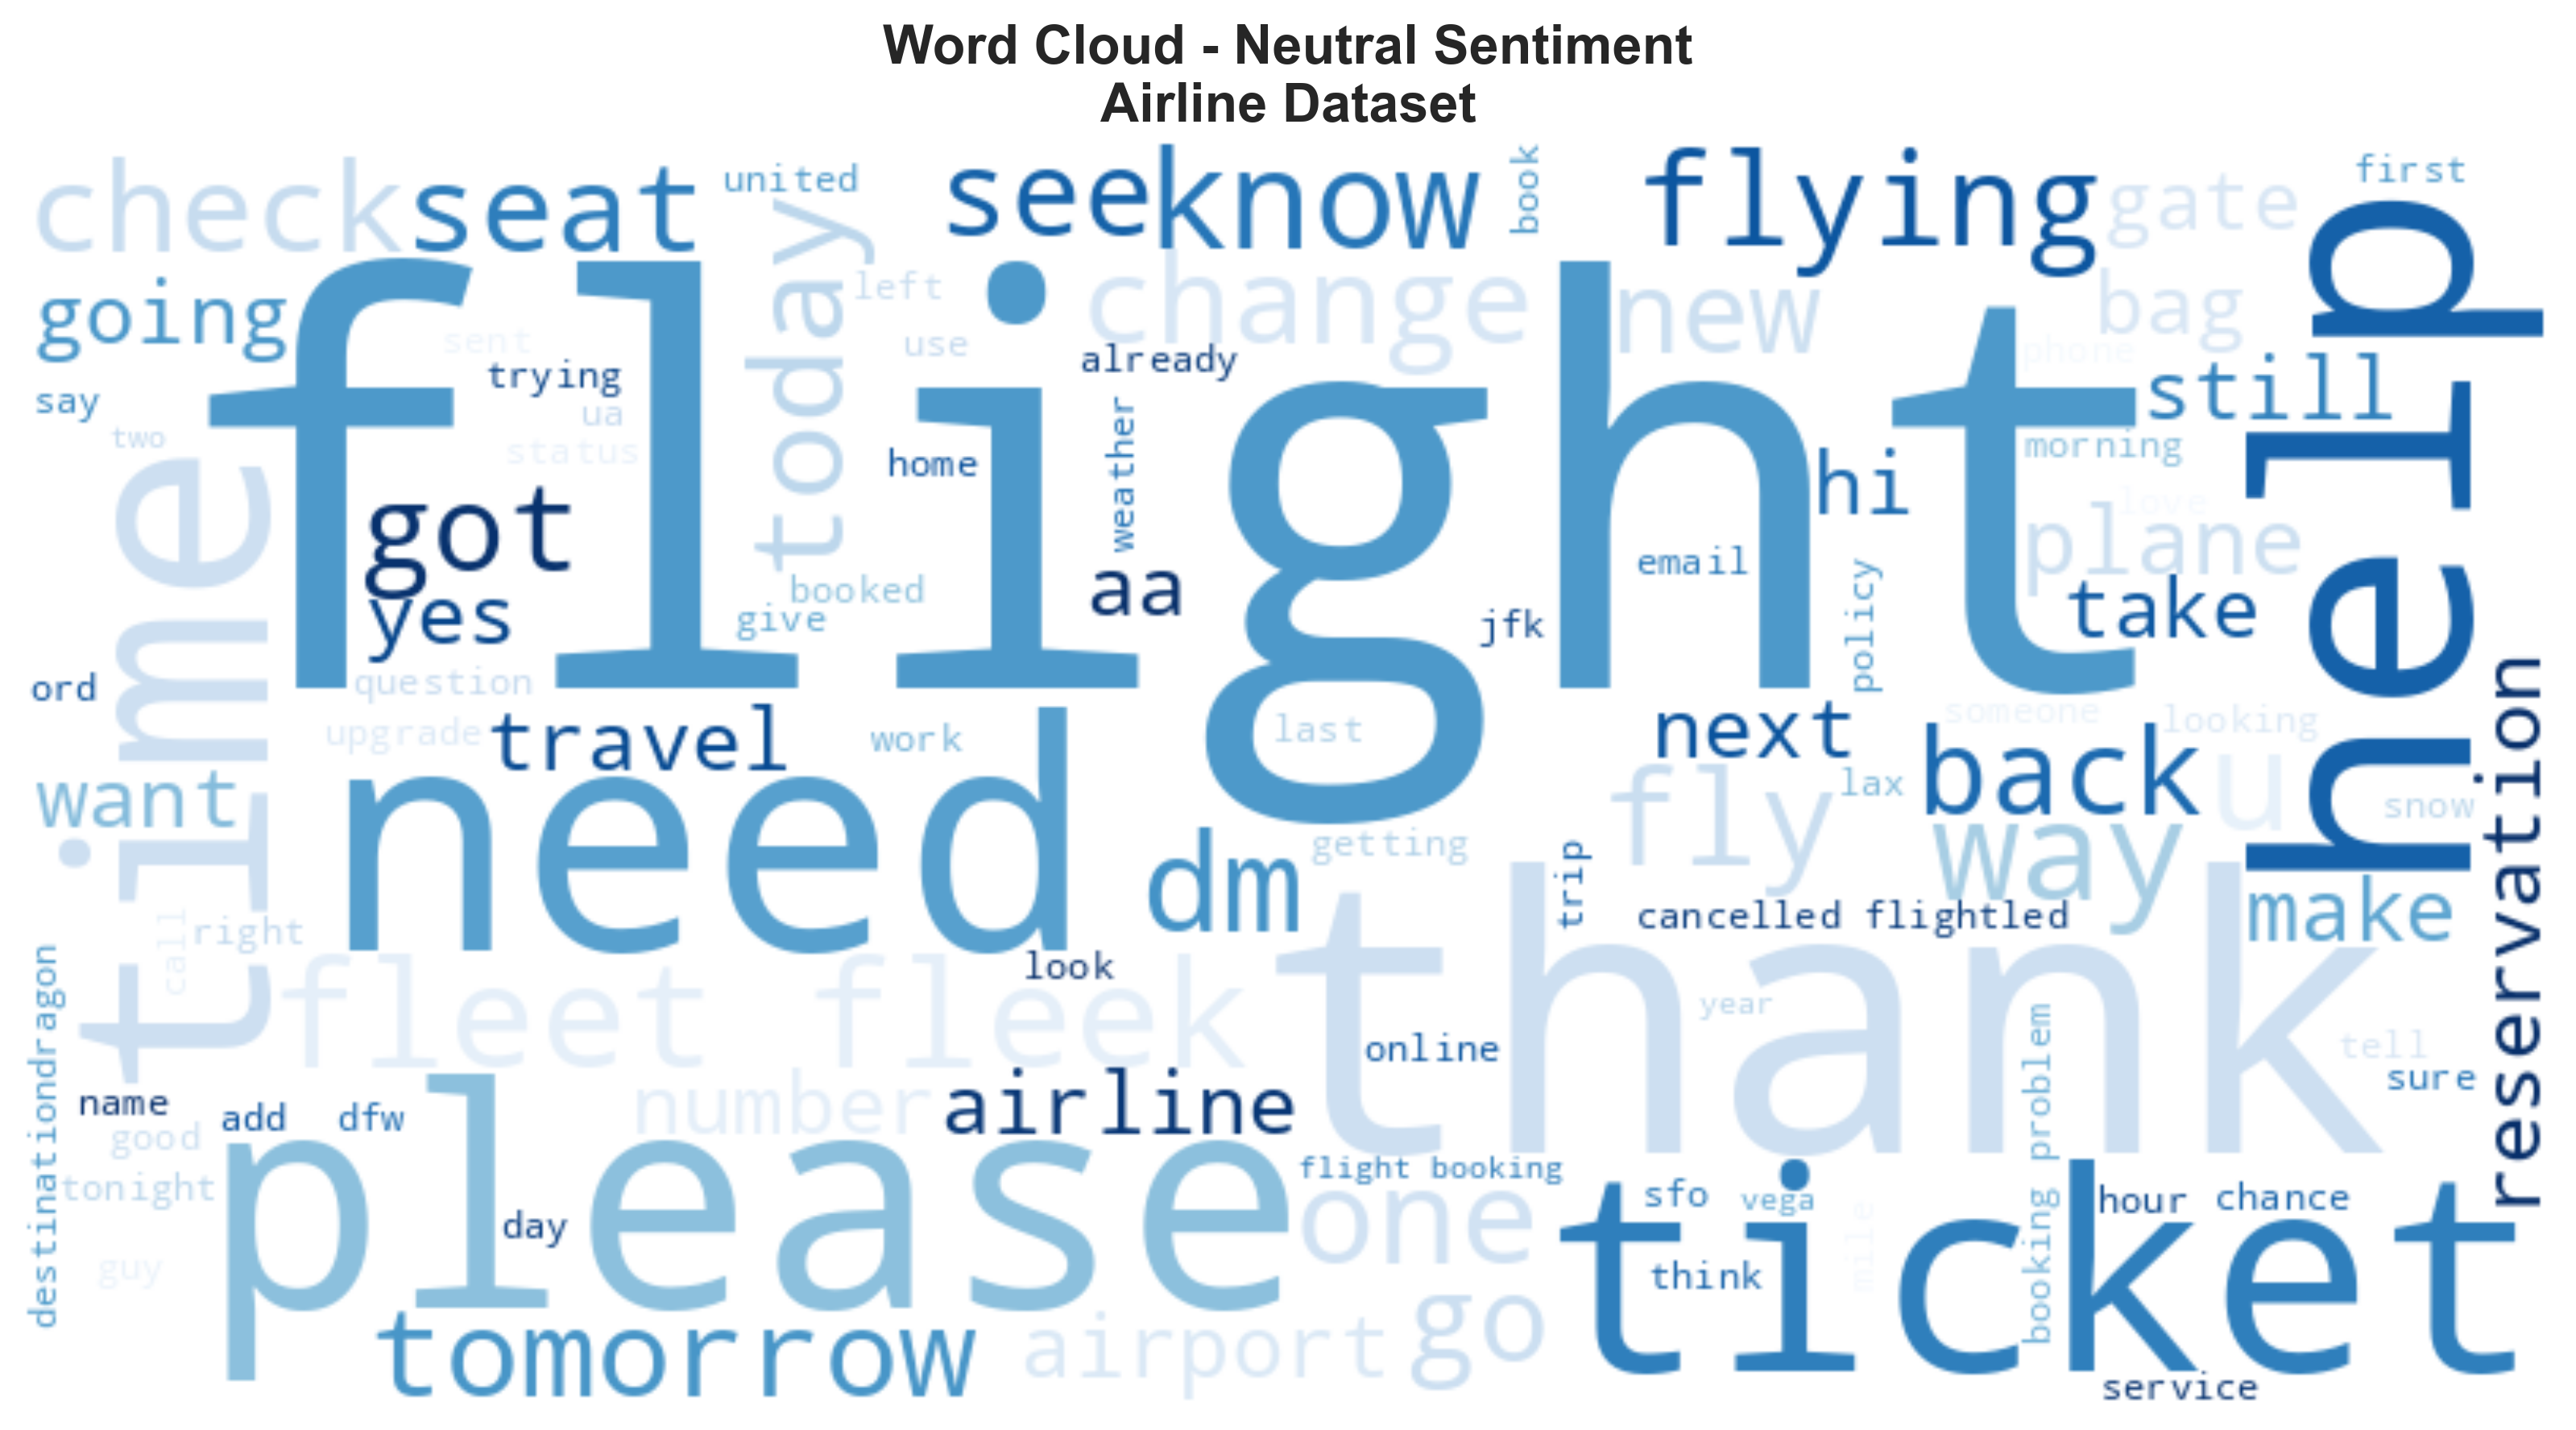 Word Cloud - Neutral Sentiment
Airline Dataset
check
seat
united
today
see
know
book
flying
gate
first
help
going
flight
left
change
new
bag
sent
use
already
phone
still
say
trying
two
ua
status
time
home
weather
hi
morning
love
got
plane
email
booked
aa
policy
take
yes
give
jfk
ord
question
reservation
upgrade
travel
work
last
next
someone
looking
back
want
need
lax
fly
u
snow
way
dm
getting
trip
make
thank
cancelled flightled
right
call
look
destinationdragon
fleet fleek
year
booking problem
online
tell
sure
name
add
dfw
number
airline
good
please
flight booking
tonight
one
ticket
sfo
vega
hour
chance
mile
day
guy
think
tomorrow
airport
go
service